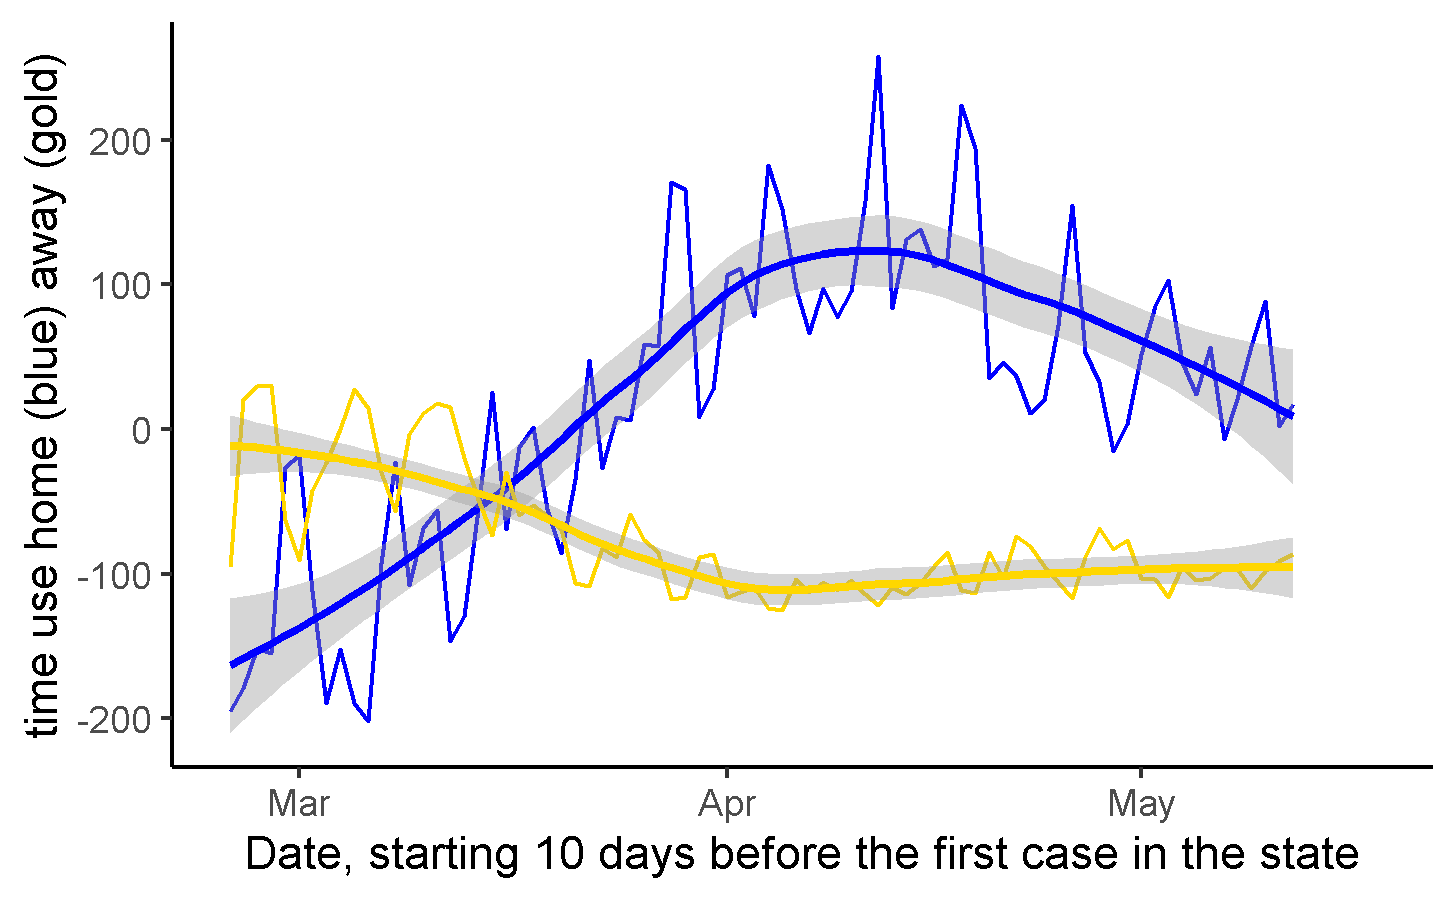 time use home (blue) away (gold)
200
100
0
-100
-200
Mar Apr May
Date, starting 10 days before the first case in the state